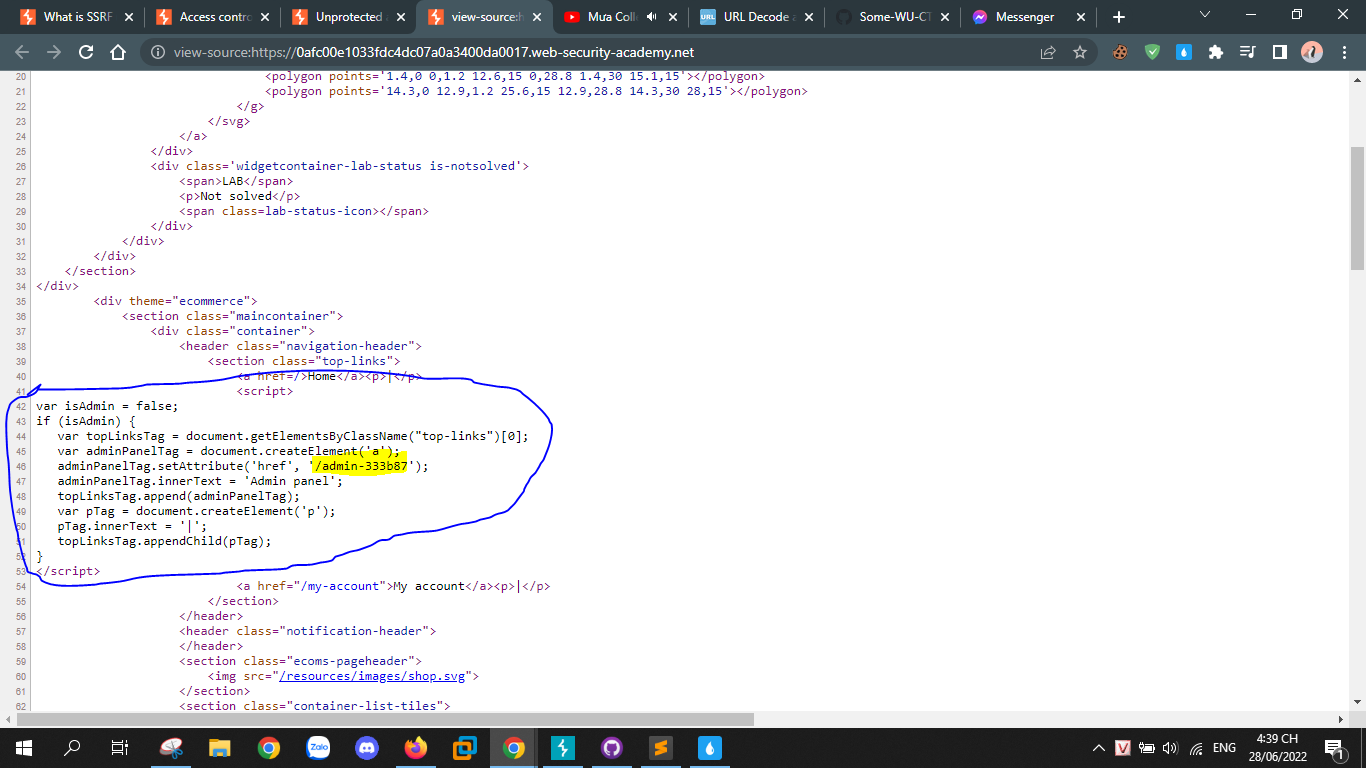 What is SSRF
Access contro
Unprotected a
view-source:h
Mưa Coll
URL Decode a
Some-WU-CT
Messenger
view-source:https://0afc00e1033fdc4dc07a0a3400da0017.web-security-academy.net
20 <polygon points='1.4,0 0,1.2 12.6,15 0,28.8 1.4,30 15.1,15'></polygon>
21 <polygon points='14.3,0 12.9,1.2 25.6,15 12.9,28.8 14.3,30 28,15'></polygon>
22 </g>
23 </svg>
24 </a>
25 </div>
26 <div class='widgetcontainer-lab-status is-notsolved'>
27 <span>LAB</span>
28 <p>Not solved</p>
29 <span class=lab-status-icon></span>
30 </div>
31 </div>
32 </div>
33 </section>
34 </div>
35 <div theme="ecommerce">
36 <section class="maincontainer">
37 <div class="container">
38 <header class="navigation-header">
39 <section class="top-links">
40 <a href=/>Home</a><p>|</p>
41 <script>
42 var isAdmin = false;
43 if (isAdmin) {
44 var topLinksTag = document.getElementsByClassName("top-links")[0];
45 var adminPanelTag = document.createElement('a');
46 adminPanelTag.setAttribute('href', '/admin-333b87');
47 adminPanelTag.innerText = 'Admin panel';
48 topLinksTag.append(adminPanelTag);
49 var pTag = document.createElement('p');
50 pTag.innerText = '|';
51 topLinksTag.appendChild(pTag);
52 }
53 </script>
54 <a href="/my-account">My account</a><p>|</p>
55 </section>
56 </header>
57 <header class="notification-header">
58 </header>
59 <section class="ecoms-pageheader">
60 <img src="/resources/images/shop.svg">
61 </section>
62 <section class="container-list-tiles">
Zalo
V
ENG
4:39 CH
28/06/2022
1